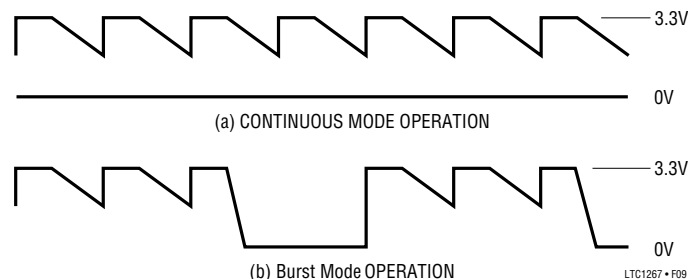 3.3V
0V
(a) CONTINUOUS MODE OPERATION
3.3V
0V
(b) Burst Mode OPERATION
LTC1267 • F09